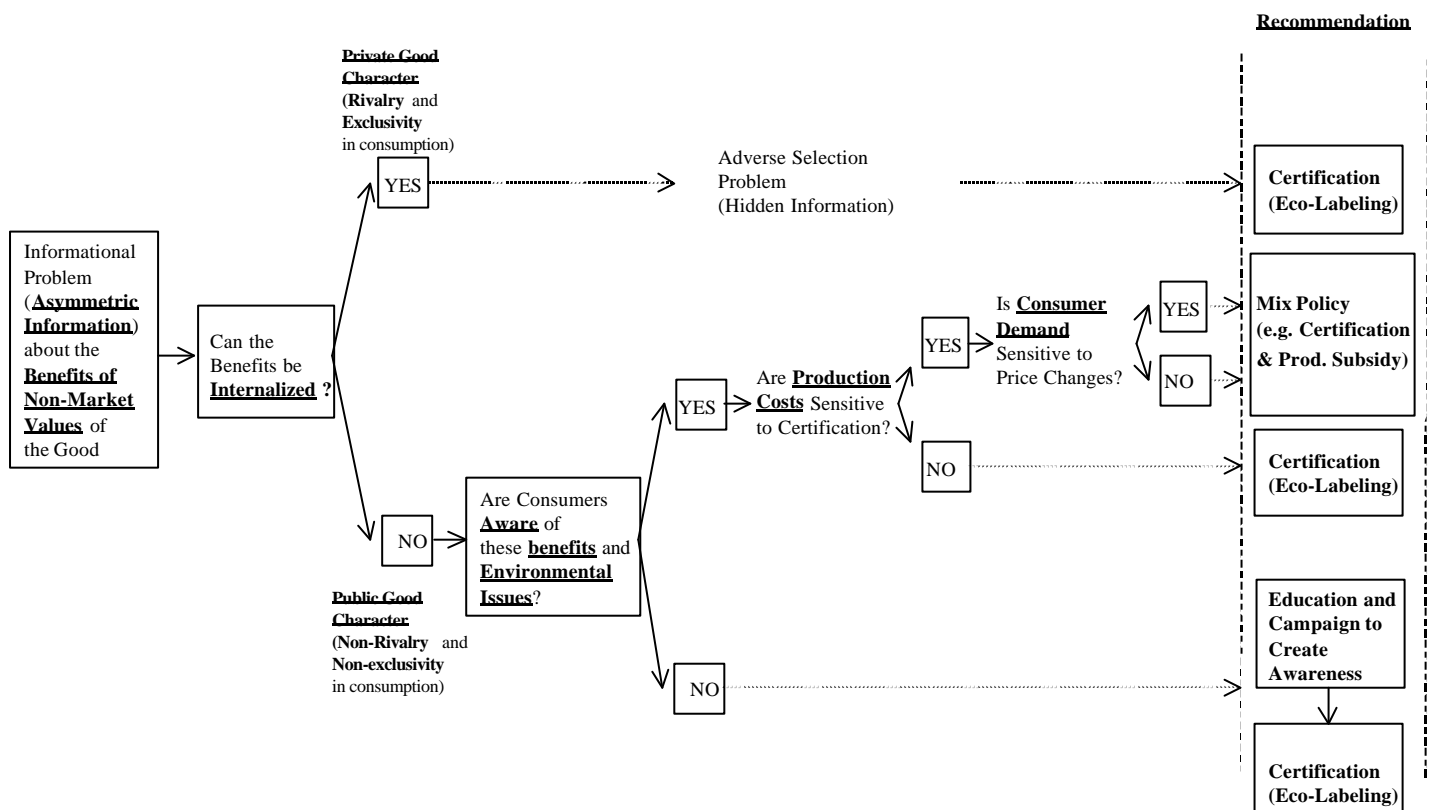 Recommendation
Private Good
Character
(Rivalry and
Exclusivity
in consumption)
YES
Adverse Selection
Problem
(Hidden Information)
Certification
(Eco-Labeling)
Informational
Problem
(Asymmetric
Information)
about the
Benefits of
Non-Market
Values of
the Good
Can the
Benefits be
Internalized ?
NO
Public Good
Character
(Non-Rivalry and
Non-exclusivity
in consumption)
Are Consumers
Aware of
these benefits and
Environmental
Issues?
YES
Are Production
Costs Sensitive
to Certification?
YES
Is Consumer
Demand
Sensitive to
Price Changes?
YES
NO
Mix Policy
(e.g. Certification
& Prod. Subsidy)
NO
Certification
(Eco-Labeling)
NO
Education and
Campaign to
Create
Awareness
Certification
(Eco-Labeling)